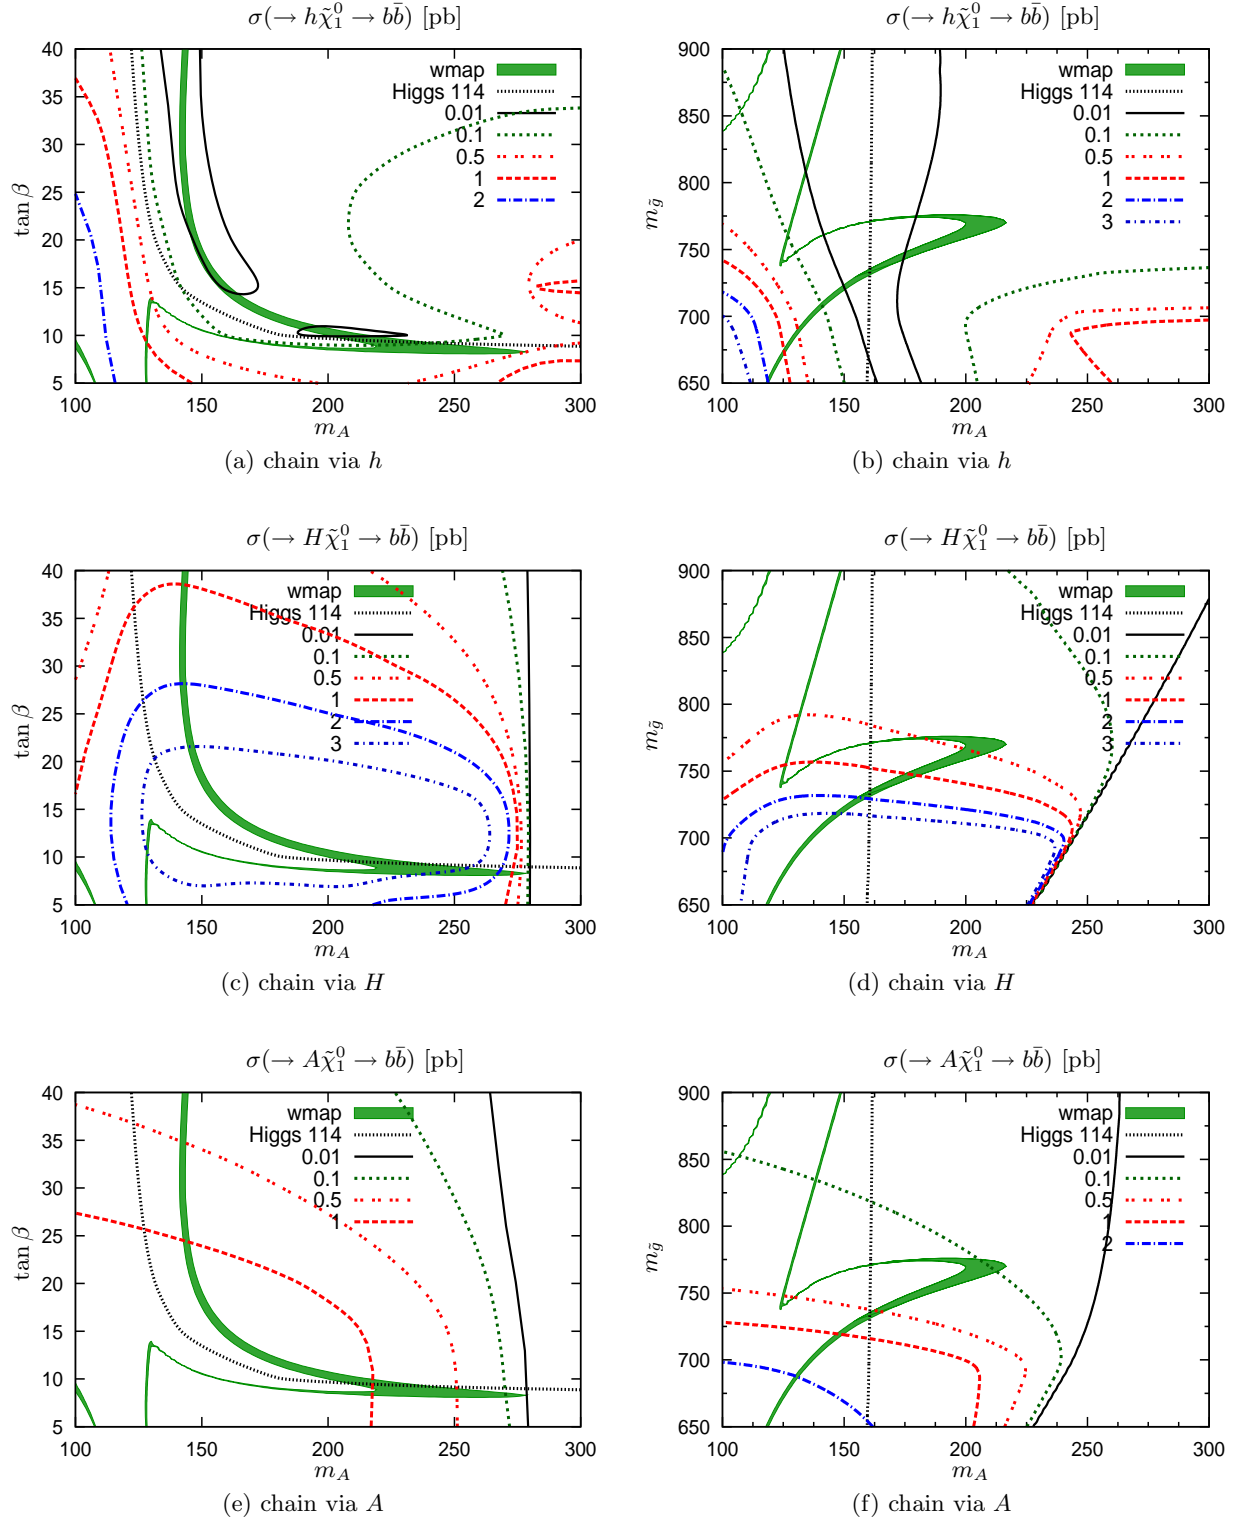 σ(→ hχ̃₁⁰ → bb̄) [pb]
40
35
30
25
20
15
10
5
tan β
wmap
Higgs 114
0.01
0.1
0.5
1
2
100
150
200
250
300
m_A
(a) chain via h
σ(→ hχ̃₁⁰ → bb̄) [pb]
900
850
800
750
700
650
m_g̃
wmap
Higgs 114
0.01
0.1
0.5
1
2
3
100
150
200
250
300
m_A
(b) chain via h
σ(→ Hχ̃₁⁰ → bb̄) [pb]
40
35
30
25
20
15
10
5
tan β
wmap
Higgs 114
0.01
0.1
0.5
1
2
3
100
150
200
250
300
m_A
(c) chain via H
σ(→ Hχ̃₁⁰ → bb̄) [pb]
900
850
800
750
700
650
m_g̃
wmap
Higgs 114
0.01
0.1
0.5
1
2
3
100
150
200
250
300
m_A
(d) chain via H
σ(→ Aχ̃₁⁰ → bb̄) [pb]
40
35
30
25
20
15
10
5
tan β
wmap
Higgs 114
0.01
0.1
0.5
1
100
150
200
250
300
m_A
(e) chain via A
σ(→ Aχ̃₁⁰ → bb̄) [pb]
900
850
800
750
700
650
m_g̃
wmap
Higgs 114
0.01
0.1
0.5
1
2
100
150
200
250
300
m_A
(f) chain via A